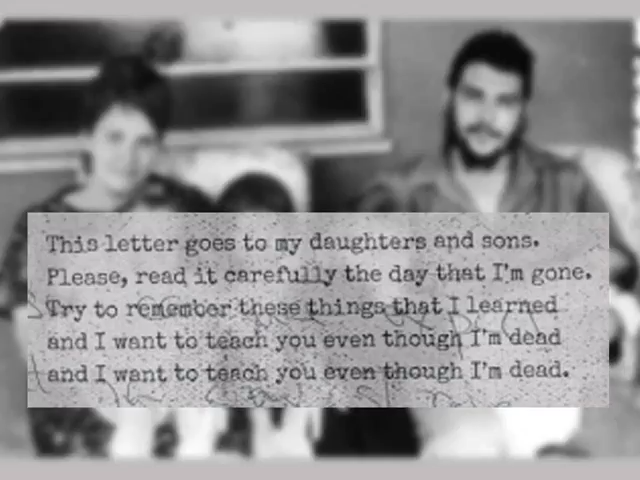 This letter goes to my daughters and sons.
Please, read it carefully the day that I'm gone.
Try to remember these things that I learned
and I want to teach you even though I'm dead
and I want to teach you even though I'm dead.